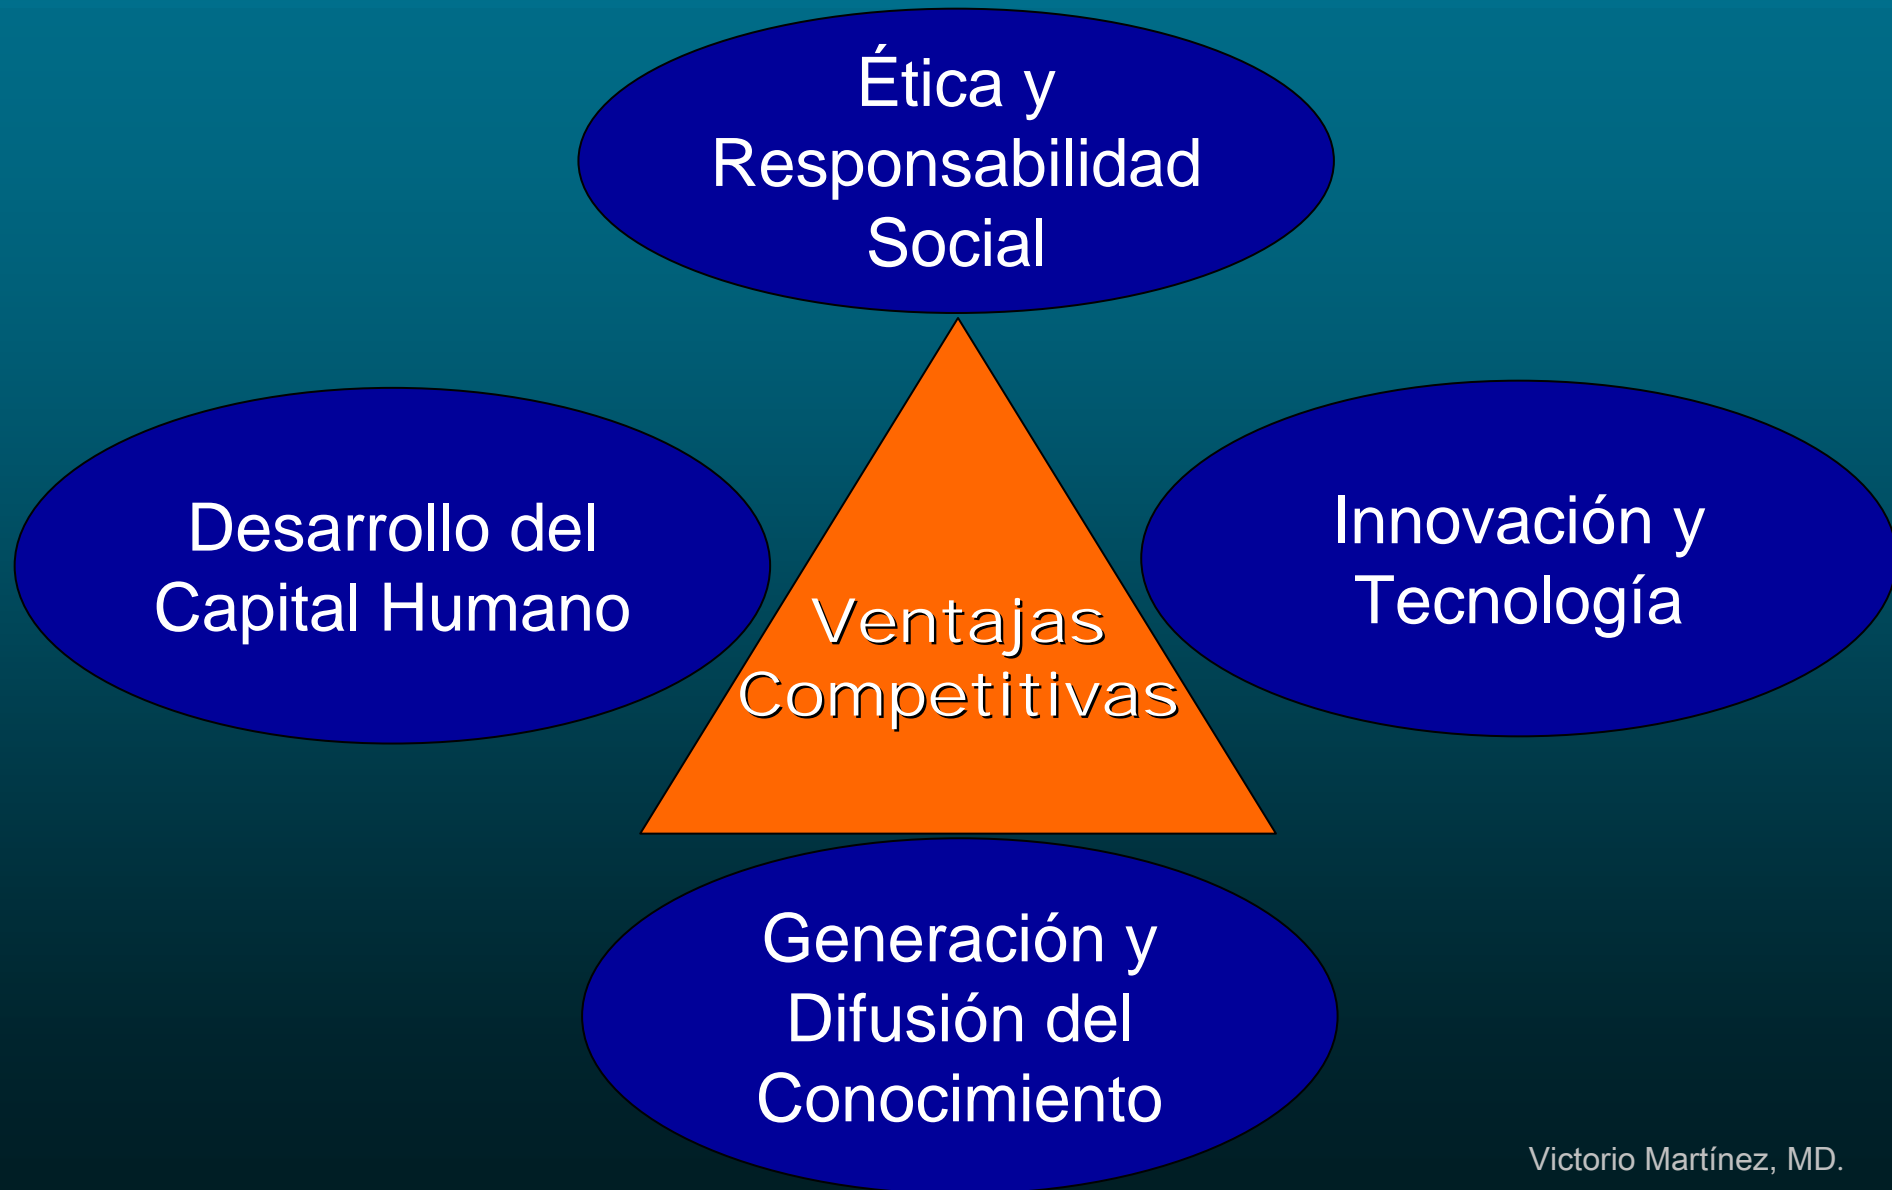 Ética y
Responsabilidad
Social
Desarrollo del
Capital Humano
Innovación y
Tecnología
Ventajas
Competitivas
Generación y
Difusión del
Conocimiento
Victorio Martínez, MD.